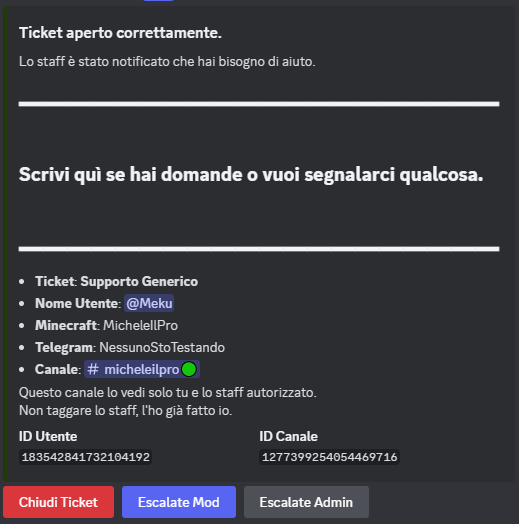 Ticket aperto correttamente.
Lo staff è stato notificato che hai bisogno di aiuto.
Scrivi quì se hai domande o vuoi segnalarci qualcosa.
• Ticket: Supporto Generico
• Nome Utente: @Meku
• Minecraft: MicheleIlPro
• Telegram: NessunoStoTestando
• Canale: # micheleilpro🟢
Questo canale lo vedi solo tu e lo staff autorizzato.
Non taggare lo staff, l'ho già fatto io.
ID Utente ID Canale
183542841732104192 1277399254054469716
Chiudi Ticket Escalate Mod Escalate Admin